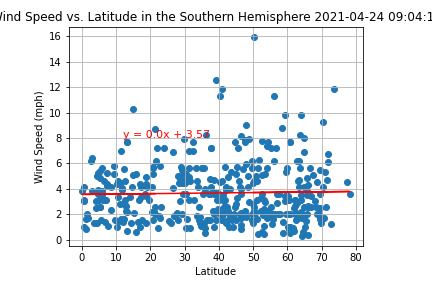 ind Speed vs. Latitude in the Southern Hemisphere 2021-04-24 09:04:1
16
14
12
10
8
6
4
2
0
Wind Speed (mph)
y = 0.0x + 3.57
0 10 20 30 40 50 60 70 80
Latitude